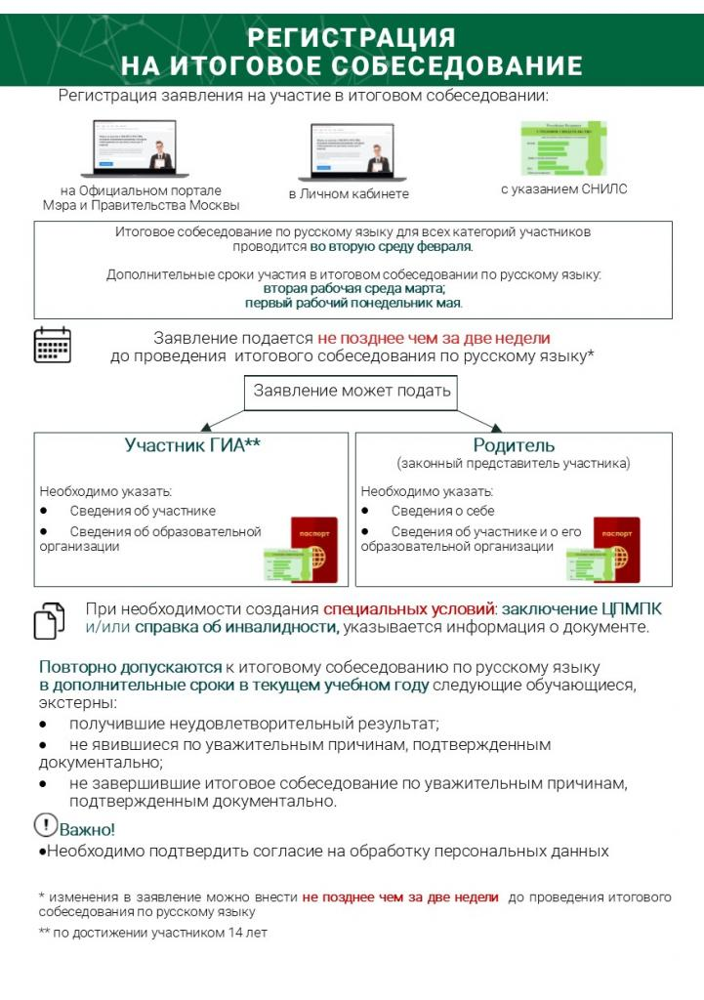 РЕГИСТРАЦИЯ
НА ИТОГОВОЕ СОБЕСЕДОВАНИЕ
Регистрация заявления на участие в итоговом собеседовании:
на Официальном портале
Мэра и Правительства Москвы
в Личном кабинете
с указанием СНИЛС
Итоговое собеседование по русскому языку для всех категорий участников
проводится во вторую среду февраля.
Дополнительные сроки участия в итоговом собеседовании по русскому языку:
вторая рабочая среда марта;
первый рабочий понедельник мая.
Заявление подается не позднее чем за две недели
до проведения итогового собеседования по русскому языку*
Заявление может подать
Участник ГИА**
Необходимо указать:
● Сведения об участнике
● Сведения об образовательной
организации
паспорт
Родитель
(законный представитель участника)
Необходимо указать:
● Сведения о себе
● Сведения об участнике и о его
образовательной организации
паспорт
При необходимости создания специальных условий: заключение ЦПМПК
и/или справка об инвалидности, указывается информация о документе.
Повторно допускаются к итоговому собеседованию по русскому языку
в дополнительные сроки в текущем учебном году следующие обучающиеся,
экстерны:
● получившие неудовлетворительный результат;
● не явившиеся по уважительным причинам, подтвержденным
документально;
● не завершившие итоговое собеседование по уважительным причинам,
подтвержденным документально.
! Важно!
●Необходимо подтвердить согласие на обработку персональных данных
* изменения в заявление можно внести не позднее чем за две недели до проведения итогового
собеседования по русскому языку
** по достижении участником 14 лет